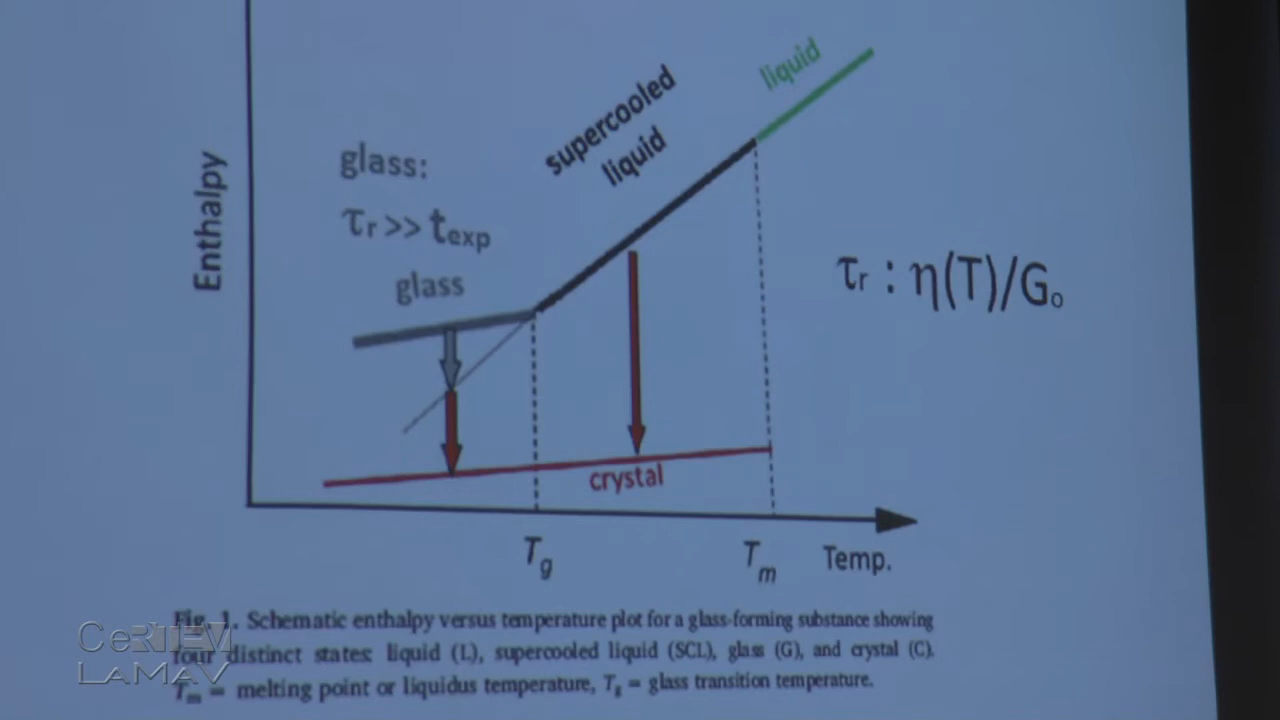 liquid
supercooled
liquid
glass:
τr >> texp
glass
Enthalpy
τr : η(T)/Go
crystal
Tg
Tm
Temp.
Fig. 1. Schematic enthalpy versus temperature plot for a glass-forming substance showing
four distinct states: liquid (L), supercooled liquid (SCL), glass (G), and crystal (C).
Tm = melting point or liquidus temperature, Tg = glass transition temperature.
CeRTEV
LAMAV